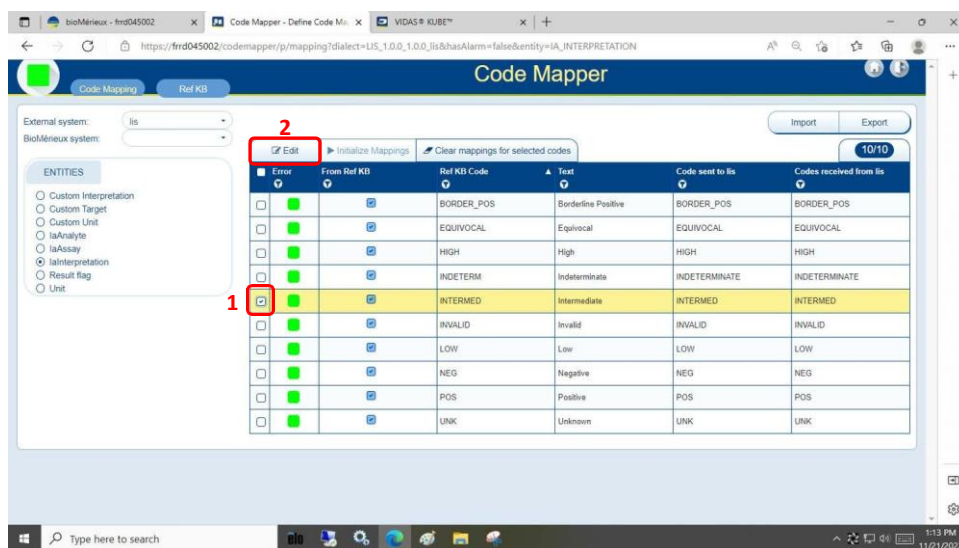 bioMérieux - frrd045002
Code Mapper - Define Code Ma
VIDAS® KUBE™
https://frrd045002/codemapper/p/mapping?dialect=LIS_1.0.0_1.0.0_lis&hasAlarm=false&entity=IA_INTERPRETATION
Code Mapper
Code Mapping
Ref KB
External system:
lis
BioMérieux system:
Import
Export
2
Edit
Initialize Mappings
Clear mappings for selected codes
10/10
ENTITIES
Custom Interpretation
Custom Target
Custom Unit
IaAnalyte
IaAssay
IaInterpretation
Result flag
Unit
Error From Ref KB Ref KB Code Text Code sent to lis Codes received from lis
BORDER_POS Borderline Positive BORDER_POS BORDER_POS
EQUIVOCAL Equivocal EQUIVOCAL EQUIVOCAL
HIGH High HIGH HIGH
INDETERM Indeterminate INDETERMINATE INDETERMINATE
1 INTERMED Intermediate INTERMED INTERMED
INVALID Invalid INVALID INVALID
LOW Low LOW LOW
NEG Negative NEG NEG
POS Positive POS POS
UNK Unknown UNK UNK
Type here to search
elo
1:13 PM